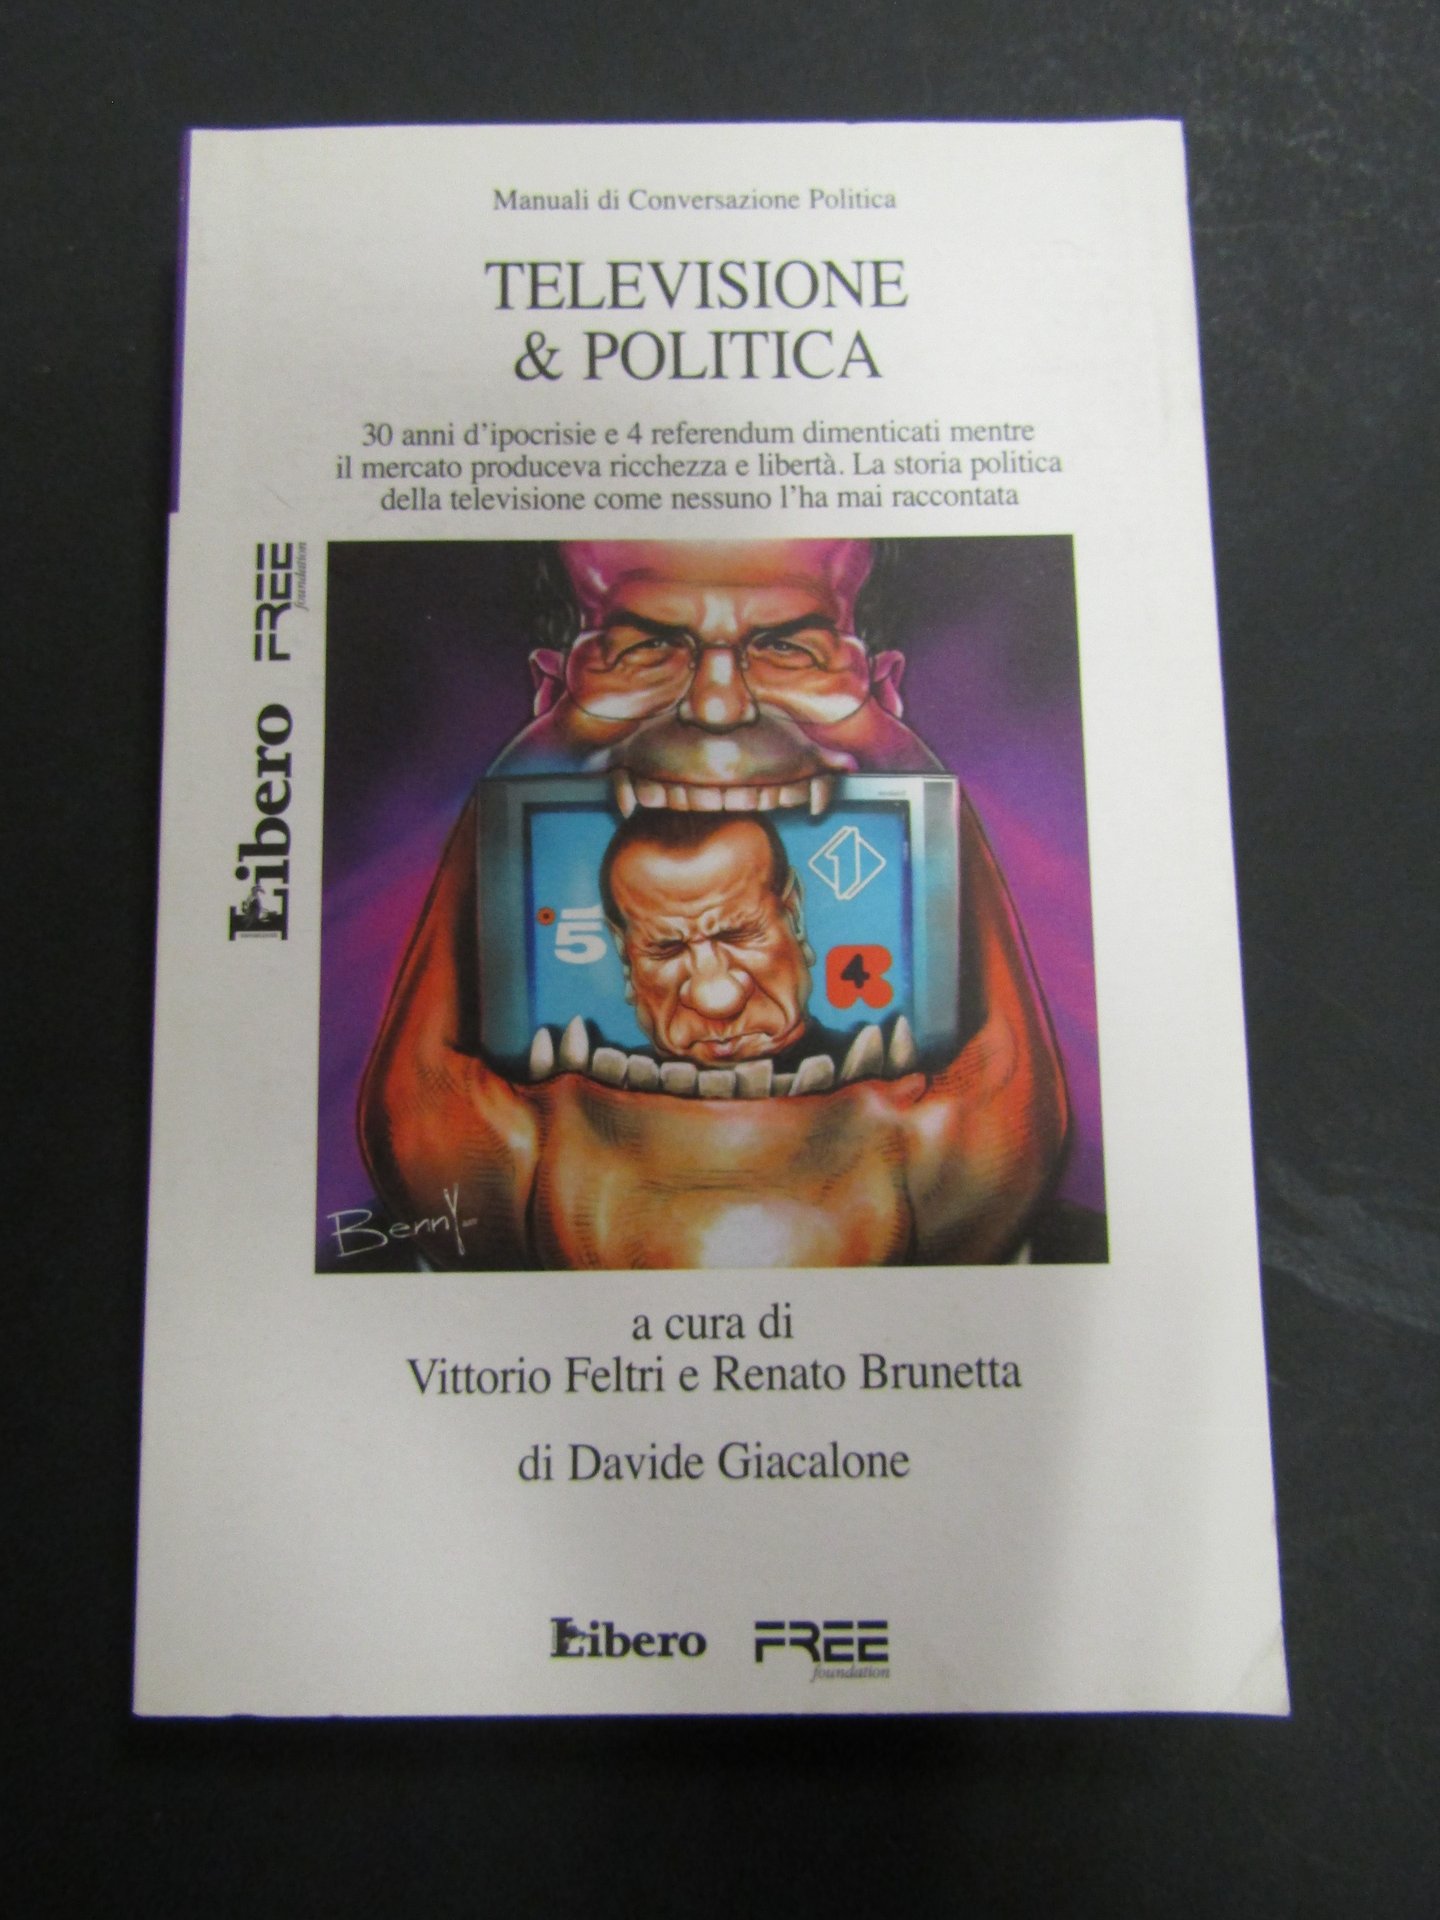 Manuali di Conversazione Politica
TELEVISIONE
& POLITICA
30 anni d'ipocrisie e 4 referendum dimenticati mentre
il mercato produceva ricchezza e libertà. La storia politica
della televisione come nessuno l'ha mai raccontata
Libero
FREE
foundation
5
1
4
Benny
a cura di
Vittorio Feltri e Renato Brunetta
di Davide Giacalone
Libero
FREE
foundation